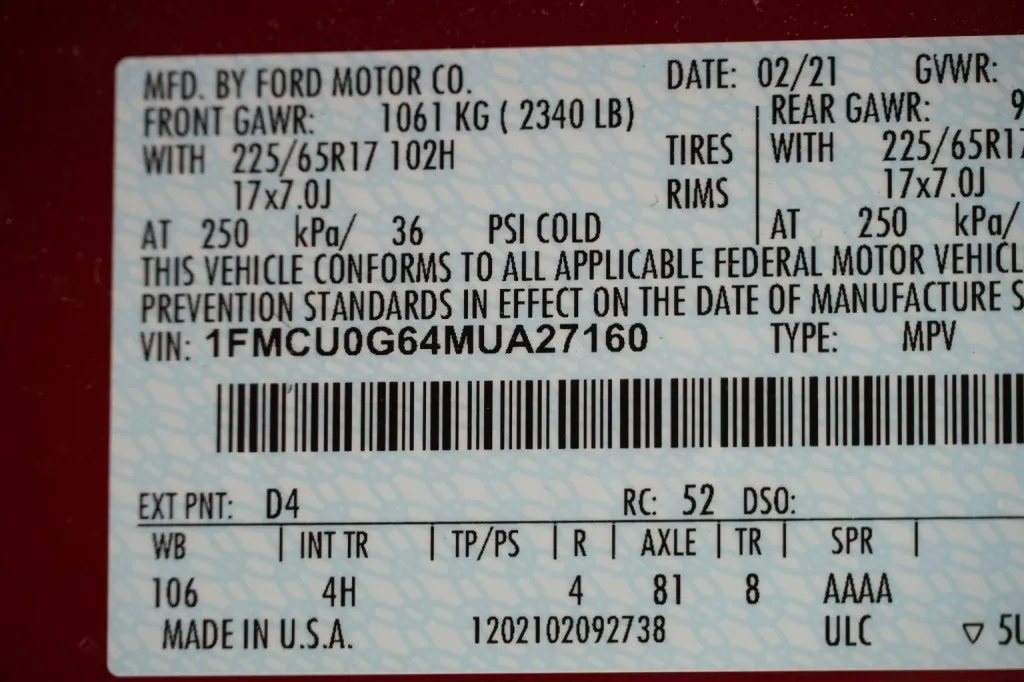 MFD. BY FORD MOTOR CO. DATE: 02/21 GVWR:
FRONT GAWR: 1061 KG ( 2340 LB) REAR GAWR: 9
WITH 225/65R17 102H TIRES WITH 225/65R17
17x7.0J RIMS 17x7.0J
AT 250 kPa/ 36 PSI COLD AT 250 kPa/
THIS VEHICLE CONFORMS TO ALL APPLICABLE FEDERAL MOTOR VEHICL
PREVENTION STANDARDS IN EFFECT ON THE DATE OF MANUFACTURE S
VIN: 1FMCU0G64MUA27160 TYPE: MPV
EXT PNT: D4 RC: 52 DSO:
WB | INT TR | TP/PS | R | AXLE | TR | SPR |
106 4H 4 81 8 AAAA
MADE IN U.S.A. 1202102092738 ULC ▽ 5U